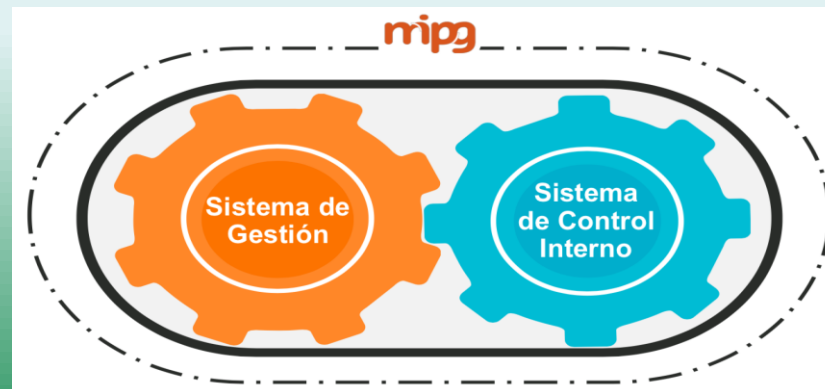 mipg
Sistema de
Gestión
Sistema
de Control
Interno